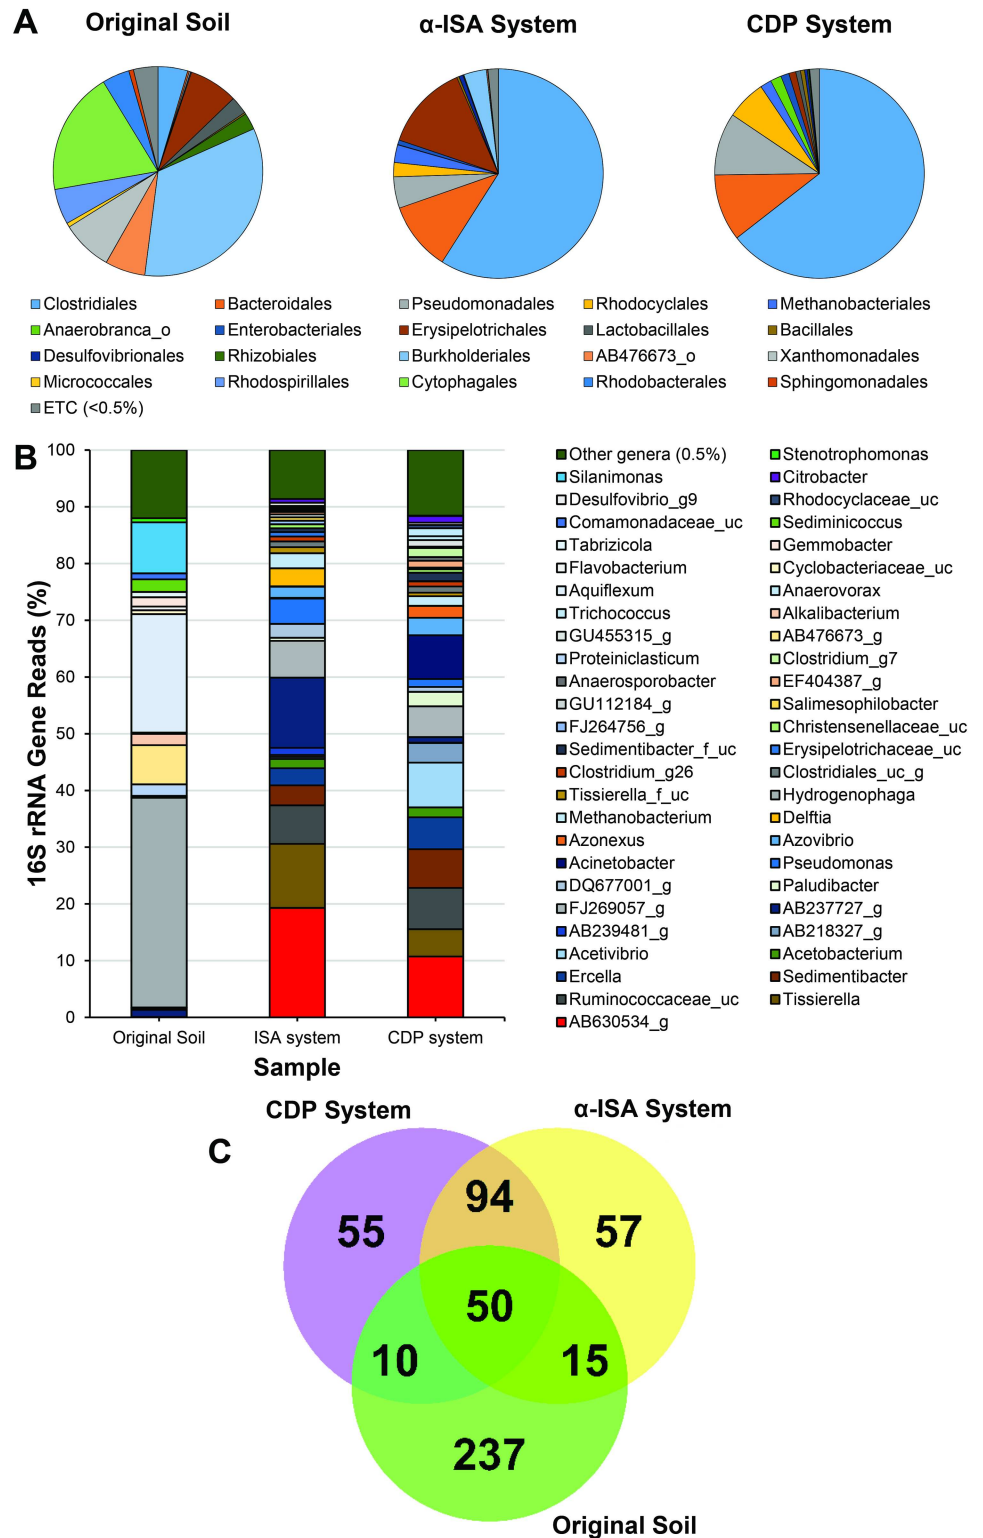 A
Original Soil
α-ISA System
CDP System
Clostridiales Bacteroidales Pseudomonadales Rhodocyclales Methanobacteriales
Anaerobranca_o Enterobacteriales Erysipelotrichales Lactobacillales Bacillales
Desulfovibrionales Rhizobiales Burkholderiales AB476673_o Xanthomonadales
Micrococcales Rhodospirillales Cytophagales Rhodobacterales Sphingomonadales
ETC (<0.5%)
B
16S rRNA Gene Reads (%)
100
90
80
70
60
50
40
30
20
10
0
Original Soil ISA system CDP system
Sample
Other genera (0.5%) Stenotrophomonas
Silanimonas Citrobacter
Desulfovibrio_g9 Rhodocyclaceae_uc
Comamonadaceae_uc Sediminicoccus
Tabrizicola Gemmobacter
Flavobacterium Cyclobacteriaceae_uc
Aquiflexum Anaerovorax
Trichococcus Alkalibacterium
GU455315_g AB476673_g
Proteiniclasticum Clostridium_g7
Anaerosporobacter EF404387_g
GU112184_g Salimesophilobacter
FJ264756_g Christensenellaceae_uc
Sedimentibacter_f_uc Erysipelotrichaceae_uc
Clostridium_g26 Clostridiales_uc_g
Tissierella_f_uc Hydrogenophaga
Methanobacterium Delftia
Azonexus Azovibrio
Acinetobacter Pseudomonas
DQ677001_g Paludibacter
FJ269057_g AB237727_g
AB239481_g AB218327_g
Acetivibrio Acetobacterium
Ercella Sedimentibacter
Ruminococcaceae_uc Tissierella
AB630534_g
C
CDP System
α-ISA System
94
55
57
50
10
15
237
Original Soil